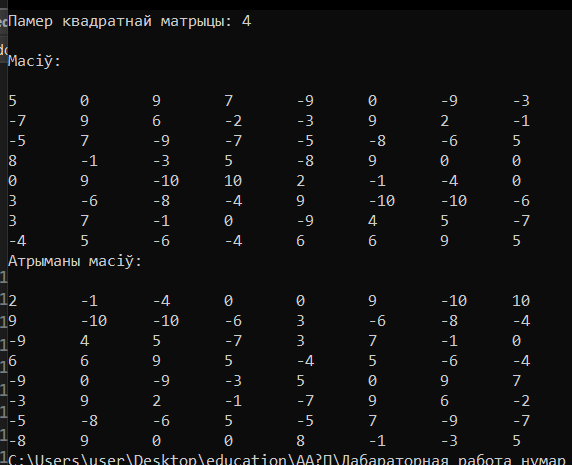 Памер квадратнай матрыцы: 4
Масіў:
5 0 9 7 -9 0 -9 -3
-7 9 6 -2 -3 9 2 -1
-5 7 -9 -7 -5 -8 -6 5
8 -1 -3 5 -8 9 0 0
0 9 -10 10 2 -1 -4 0
3 -6 -8 -4 9 -10 -10 -6
3 7 -1 0 -9 4 5 -7
-4 5 -6 -4 6 6 9 5
Атрыманы масіў:
2 -1 -4 0 0 9 -10 10
9 -10 -10 -6 3 -6 -8 -4
-9 4 5 -7 3 7 -1 0
6 6 9 5 -4 5 -6 -4
-9 0 -9 -3 5 0 9 7
-3 9 2 -1 -7 9 6 -2
-5 -8 -6 5 -5 7 -9 -7
-8 9 0 0 8 -1 -3 5
C:\Users\user\Desktop\education\АА?П\Лабараторная работа нумар